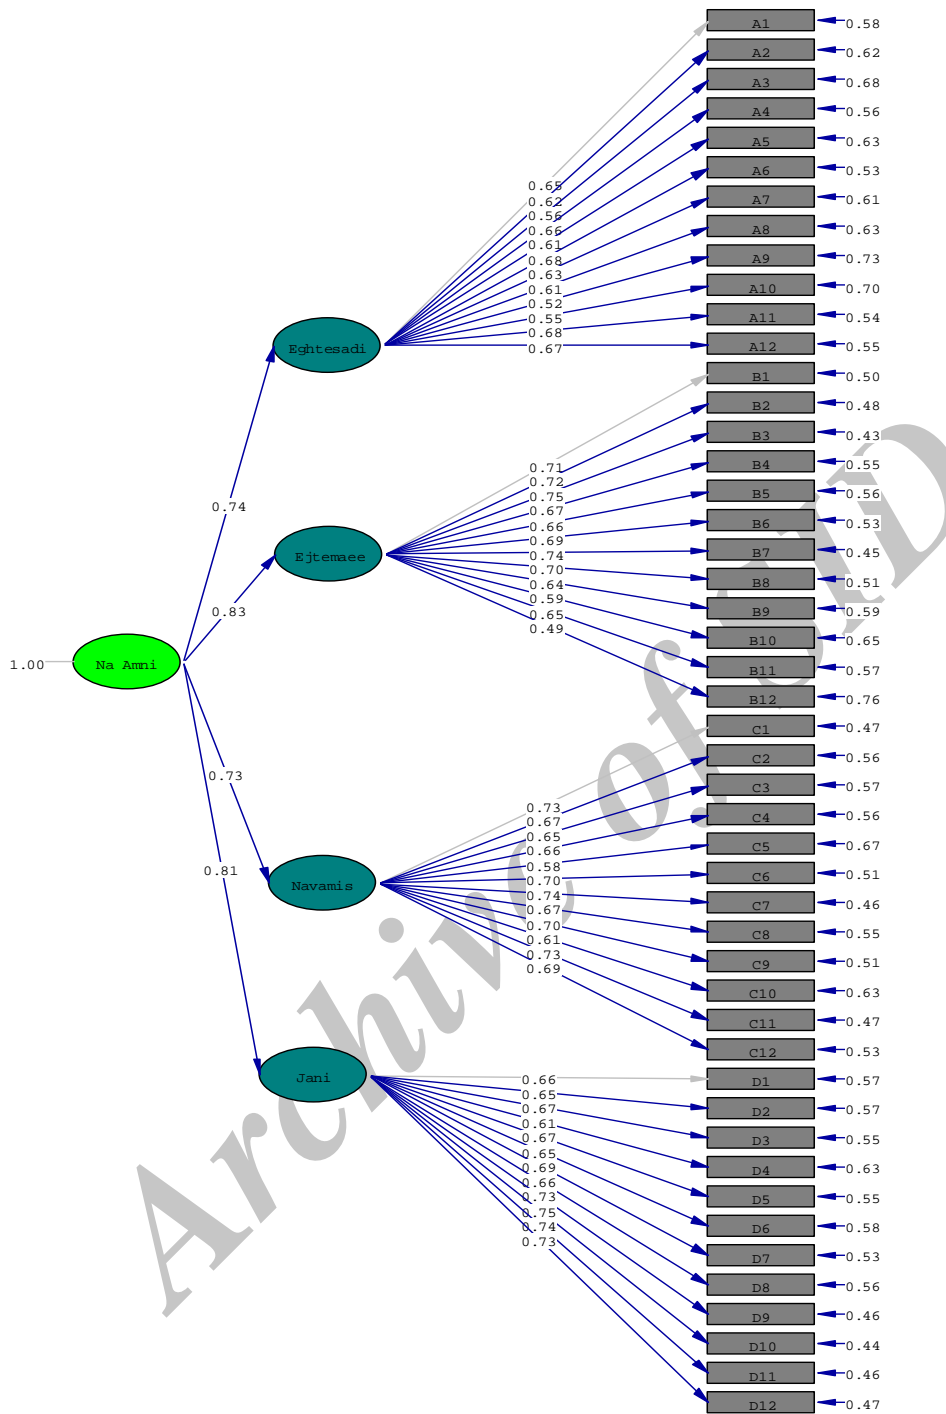 A1 0.58
A2 0.62
A3 0.68
A4 0.56
A5 0.63
A6 0.53
A7 0.61
A8 0.63
A9 0.73
A10 0.70
A11 0.54
A12 0.55
B1 0.50
B2 0.48
B3 0.43
B4 0.55
B5 0.56
B6 0.53
B7 0.45
B8 0.51
B9 0.59
B10 0.65
B11 0.57
B12 0.76
C1 0.47
C2 0.56
C3 0.57
C4 0.56
C5 0.67
C6 0.51
C7 0.46
C8 0.55
C9 0.51
C10 0.63
C11 0.47
C12 0.53
D1 0.57
D2 0.57
D3 0.55
D4 0.63
D5 0.55
D6 0.58
D7 0.53
D8 0.56
D9 0.46
D10 0.44
D11 0.46
D12 0.47
0.65
0.62
0.56
0.66
0.61
0.68
0.63
0.61
0.52
0.55
0.68
0.67
Eghtesadi
0.71
0.72
0.75
0.67
0.66
0.69
0.74
0.70
0.64
0.59
0.65
0.49
Ejtemaee
0.73
0.67
0.65
0.66
0.58
0.70
0.74
0.67
0.70
0.61
0.73
0.69
Navamis
0.66
0.65
0.67
0.61
0.67
0.65
0.69
0.66
0.73
0.75
0.74
0.73
Jani
0.74
0.83
0.73
0.81
1.00 Na Amni
Archive of SID